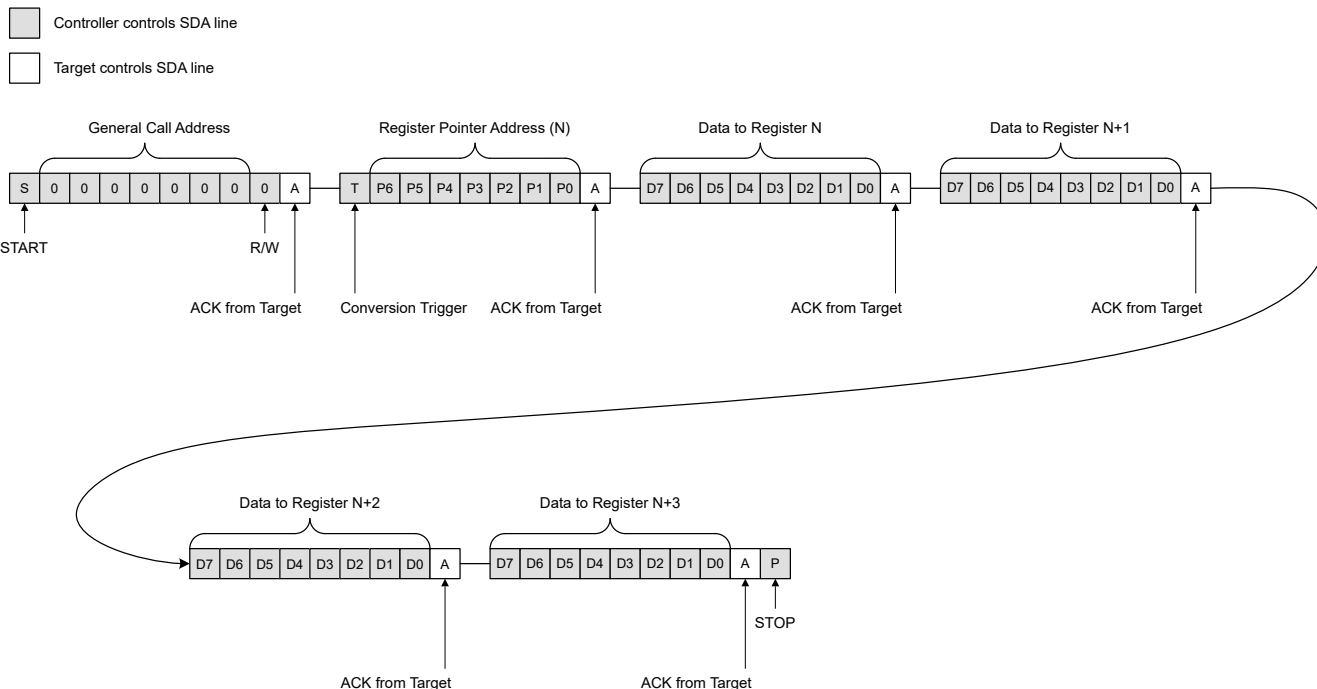 Controller controls SDA line
Target controls SDA line
General Call Address
Register Pointer Address (N)
Data to Register N
Data to Register N+1
S 0 0 0 0 0 0 0 0 A T P6 P5 P4 P3 P2 P1 P0 A D7 D6 D5 D4 D3 D2 D1 D0 A D7 D6 D5 D4 D3 D2 D1 D0 A
START
R/W
ACK from Target
Conversion Trigger
ACK from Target
ACK from Target
ACK from Target
Data to Register N+2
Data to Register N+3
D7 D6 D5 D4 D3 D2 D1 D0 A D7 D6 D5 D4 D3 D2 D1 D0 A P
STOP
ACK from Target
ACK from Target